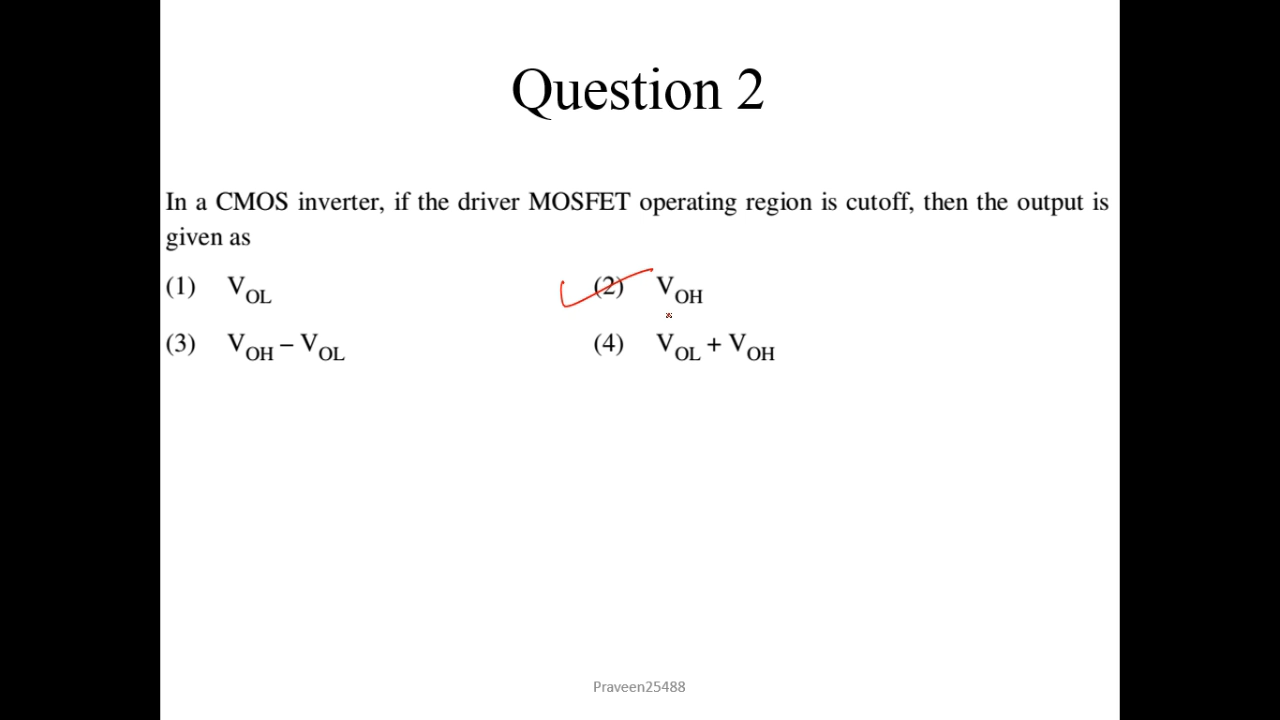 Question 2
In a CMOS inverter, if the driver MOSFET operating region is cutoff, then the output is
given as
(1) VOL (2) VOH
(3) VOH – VOL (4) VOL + VOH
Praveen25488